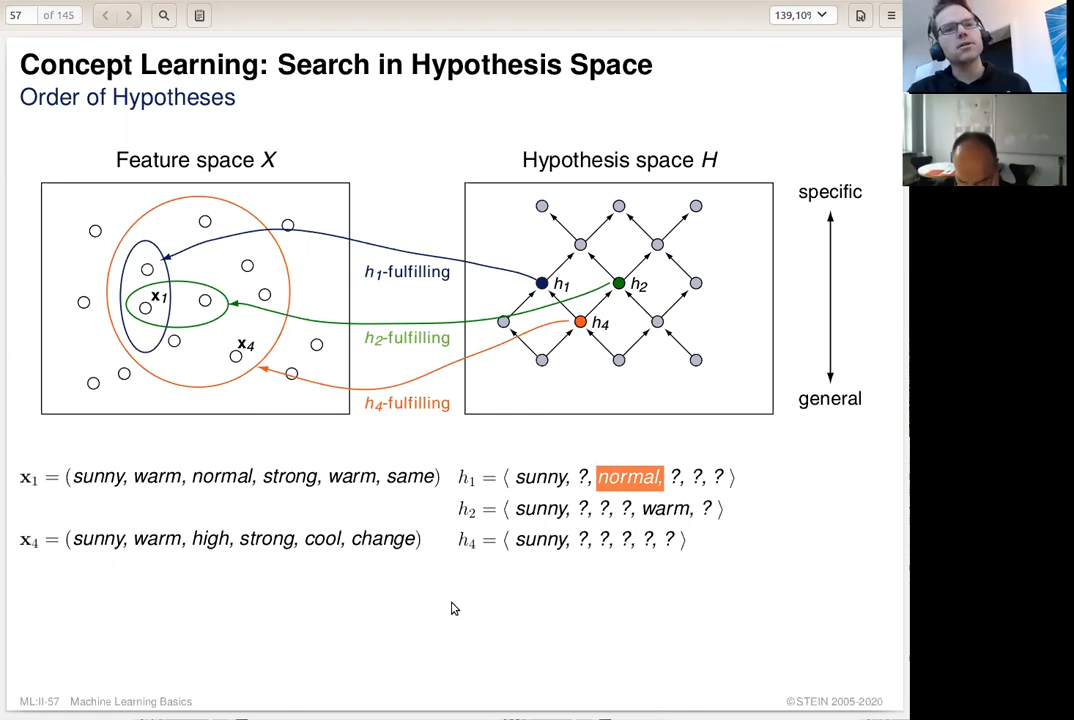 57 of 145 139,10%
Concept Learning: Search in Hypothesis Space
Order of Hypotheses
Feature space X Hypothesis space H
specific
h1-fulfilling h1 h2
x1
h2-fulfilling h4
x4
h4-fulfilling general
x1 = (sunny, warm, normal, strong, warm, same) h1 = ⟨ sunny, ?, normal, ?, ?, ? ⟩
h2 = ⟨ sunny, ?, ?, ?, warm, ? ⟩
x4 = (sunny, warm, high, strong, cool, change) h4 = ⟨ sunny, ?, ?, ?, ?, ? ⟩
ML:II-57 Machine Learning Basics ©STEIN 2005-2020